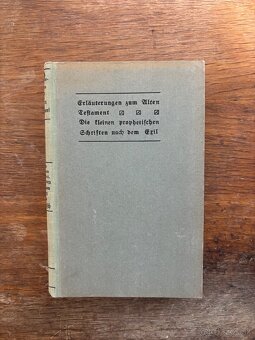 Erläuterungen zum Alten
Testament
Die kleinen prophetischen
Schriften nach dem Exil